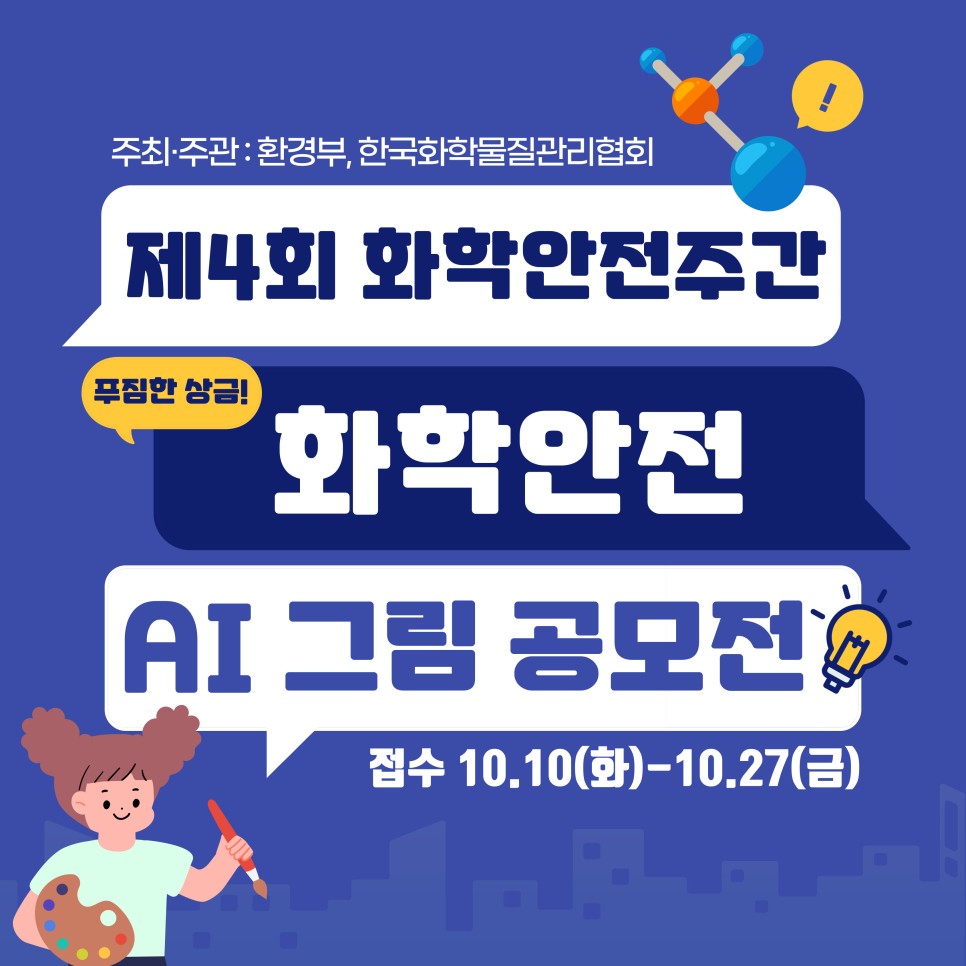 주최·주관 : 환경부, 한국화학물질관리협회
!
제4회 화학안전주간
푸짐한 상금!
화학안전
AI 그림 공모전
접수 10.10(화)-10.27(금)